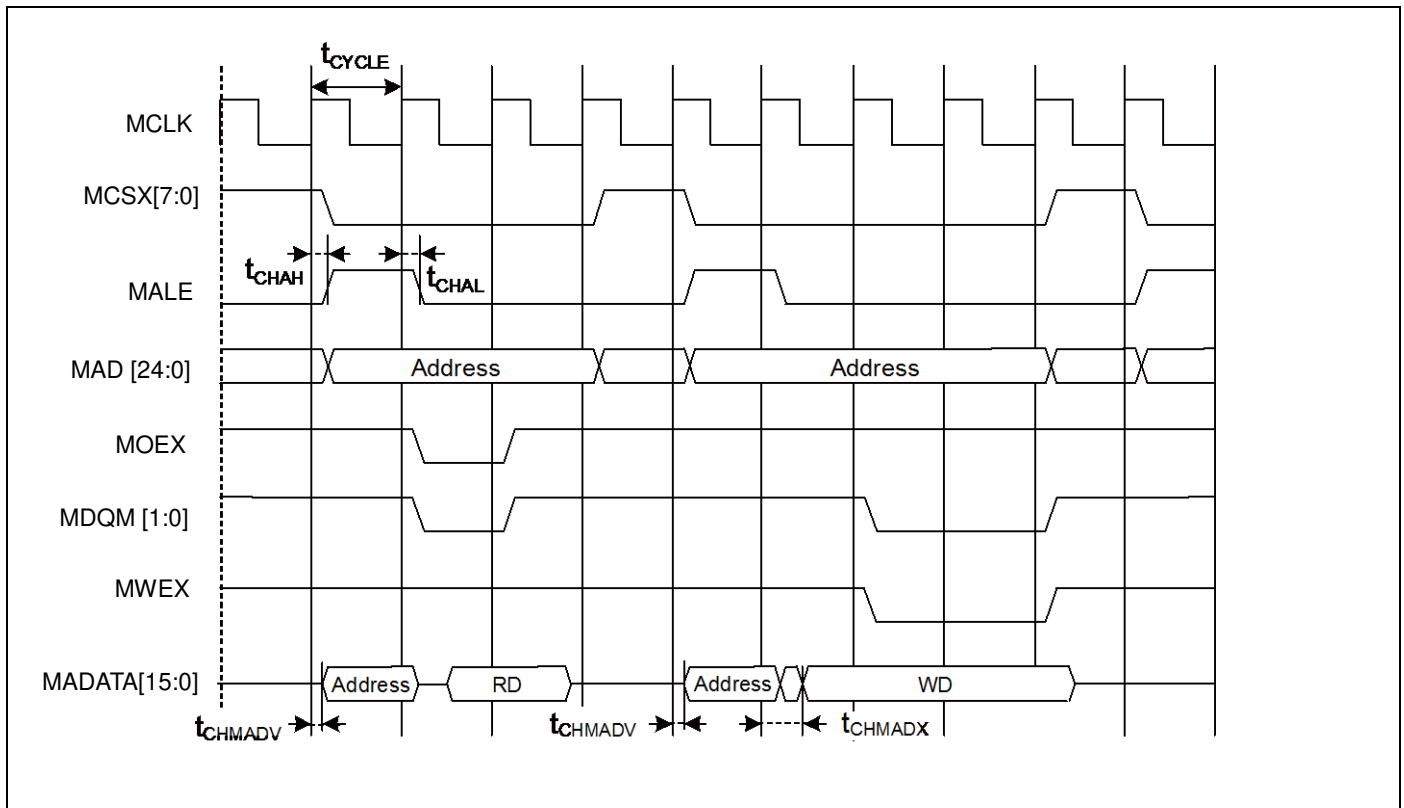 tCYCLE
MCLK
MCSX[7:0]
tCHAH
tCHAL
MALE
MAD [24:0]
Address
Address
MOEX
MDQM [1:0]
MWEX
MADATA[15:0]
Address
RD
Address
WD
tCHMADV
tCHMADV
tCHMADX